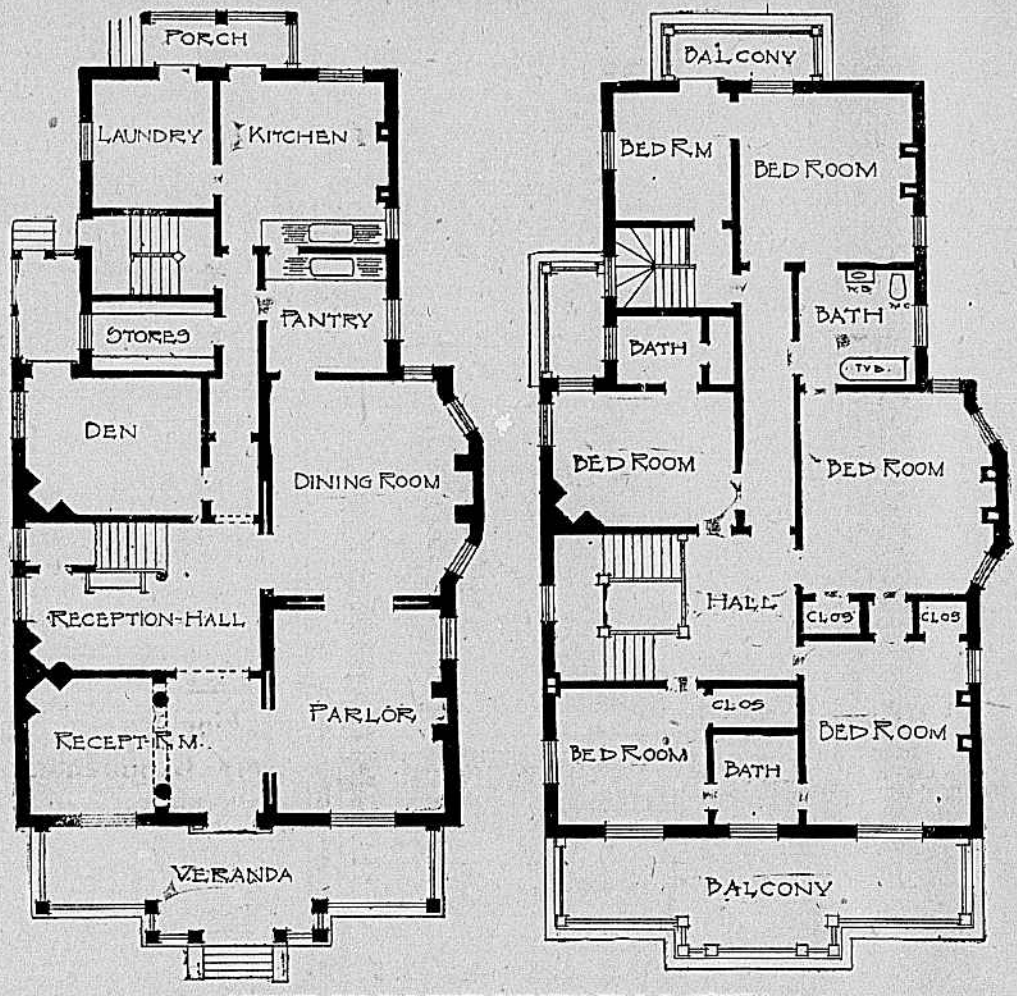 PORCH
LAUNDRY
KITCHEN
STORES
PANTRY
DEN
DINING ROOM
RECEPTION-HALL
RECEPT-RM.
PARLOR
VERANDA
BALCONY
BED RM
BED ROOM
W.B.
W.C.
BATH
TUB.
BATH
BED ROOM
BED ROOM
HALL
CLOS
CLOS
CLOS
BED ROOM
BED ROOM
BATH
BALCONY